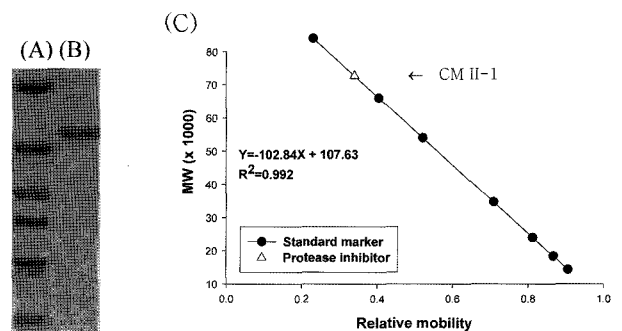 (A) (B)
(C)
80
70
60
50
40
30
20
10
MW (x 1000)
← CM II-1
Y=-102.84X + 107.63
R2=0.992
Standard marker
Protease inhibitor
0.0 0.2 0.4 0.6 0.8 1.0
Relative mobility